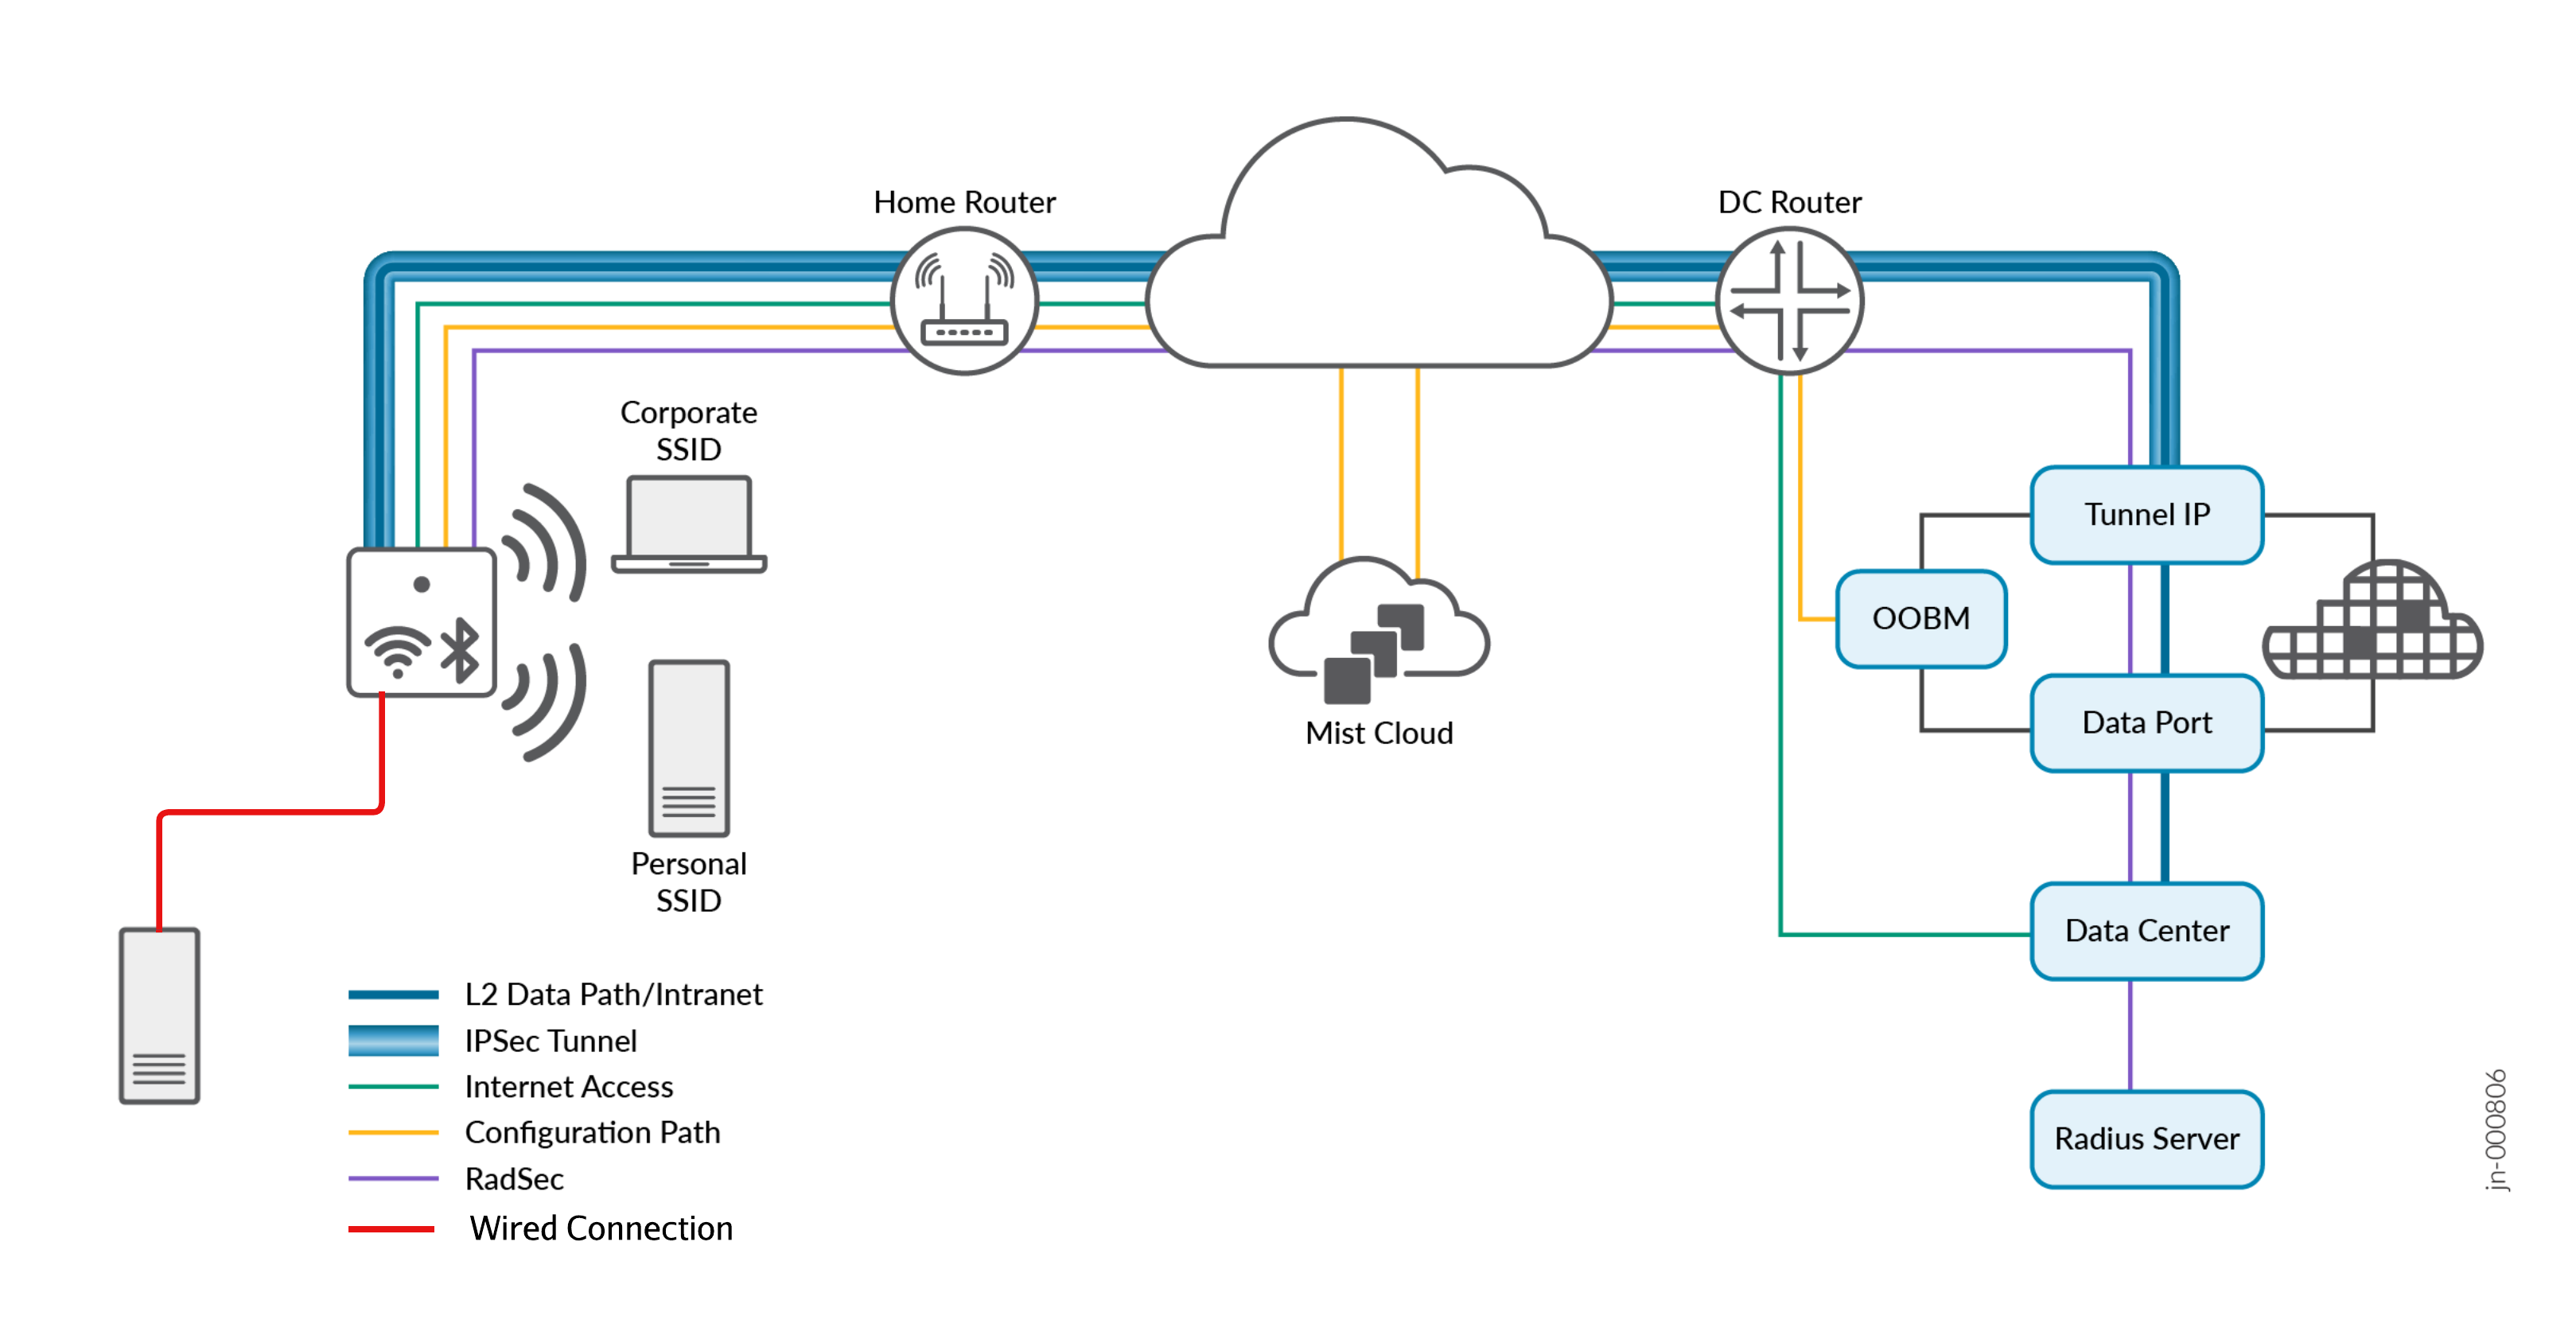 Home Router
DC Router
Corporate
SSID
Tunnel IP
OOBM
Data Port
Mist Cloud
Personal
SSID
Data Center
L2 Data Path/Intranet
IPSec Tunnel
Internet Access
Configuration Path
RadSec
Wired Connection
Radius Server
jn-000806